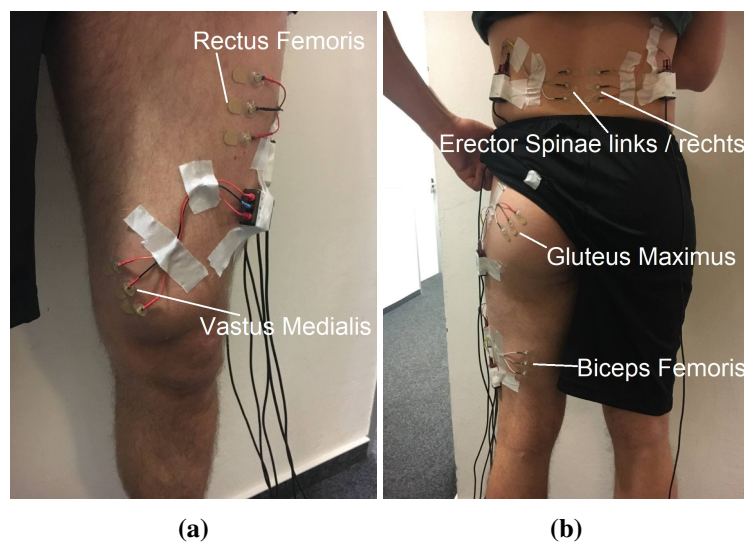 Rectus Femoris
Vastus Medialis
Erector Spinae links / rechts
Gluteus Maximus
Biceps Femoris
(a)
(b)